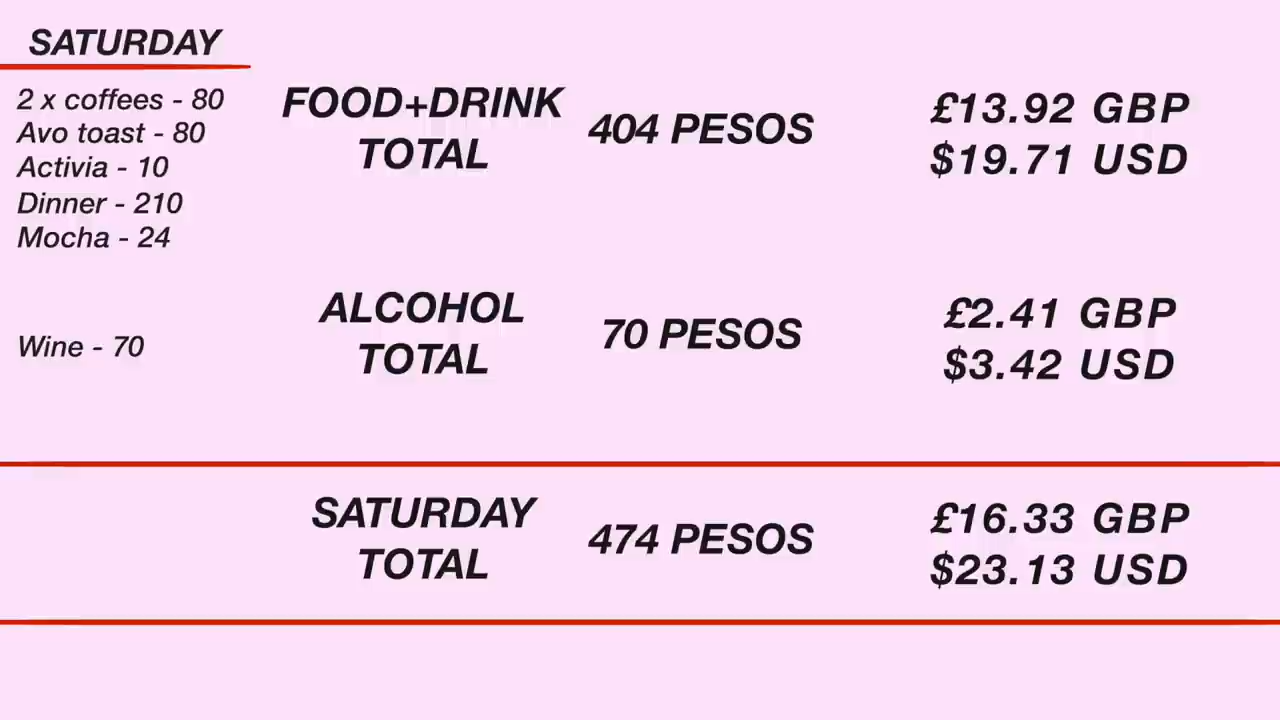 SATURDAY
2 x coffees - 80
Avo toast - 80
Activia - 10
Dinner - 210
Mocha - 24
FOOD+DRINK
TOTAL
404 PESOS
£13.92 GBP
$19.71 USD
Wine - 70
ALCOHOL
TOTAL
70 PESOS
£2.41 GBP
$3.42 USD
SATURDAY
TOTAL
474 PESOS
£16.33 GBP
$23.13 USD